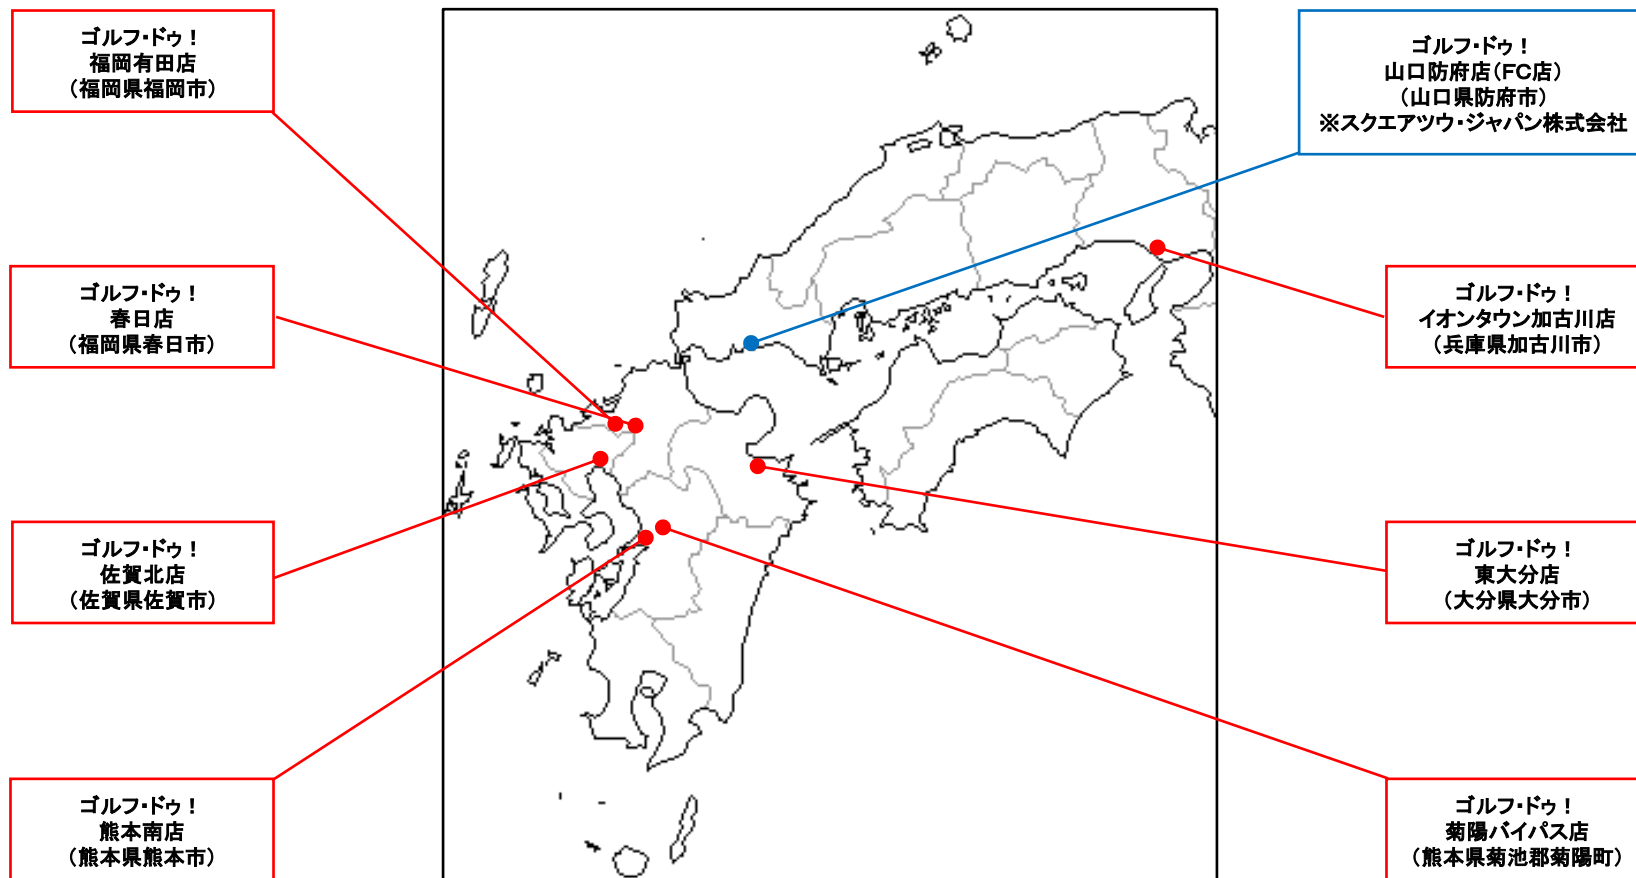 ゴルフ・ドゥ！
福岡有田店
（福岡県福岡市）
ゴルフ・ドゥ！
春日店
（福岡県春日市）
ゴルフ・ドゥ！
佐賀北店
（佐賀県佐賀市）
ゴルフ・ドゥ！
熊本南店
（熊本県熊本市）
ゴルフ・ドゥ！
山口防府店（FC店）
（山口県防府市）
※スクエアツウ・ジャパン株式会社
ゴルフ・ドゥ！
イオンタウン加古川店
（兵庫県加古川市）
ゴルフ・ドゥ！
東大分店
（大分県大分市）
ゴルフ・ドゥ！
菊陽バイパス店
（熊本県菊池郡菊陽町）